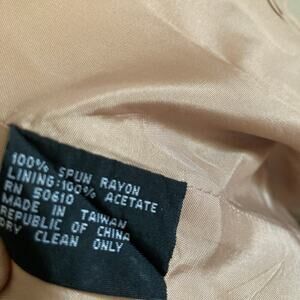 100% SPUN RAYON
LINING:100% ACETATE
RN 50610
MADE IN TAIWAN
REPUBLIC OF CHINA
DRY CLEAN ONLY